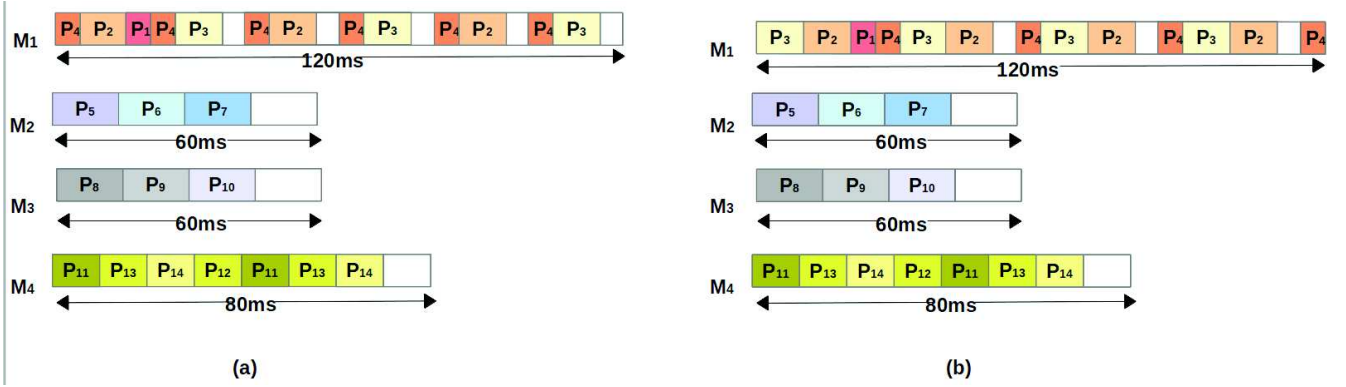 M1 P4 P2 P1 P4 P3 P4 P2 P4 P3 P4 P2 P4 P3
120ms
M2 P5 P6 P7
60ms
M3 P8 P9 P10
60ms
M4 P11 P13 P14 P12 P11 P13 P14
80ms
(a)
M1 P3 P2 P1 P4 P3 P2 P4 P3 P2 P4 P3 P2 P4
120ms
M2 P5 P6 P7
60ms
M3 P8 P9 P10
60ms
M4 P11 P13 P14 P12 P11 P13 P14
80ms
(b)